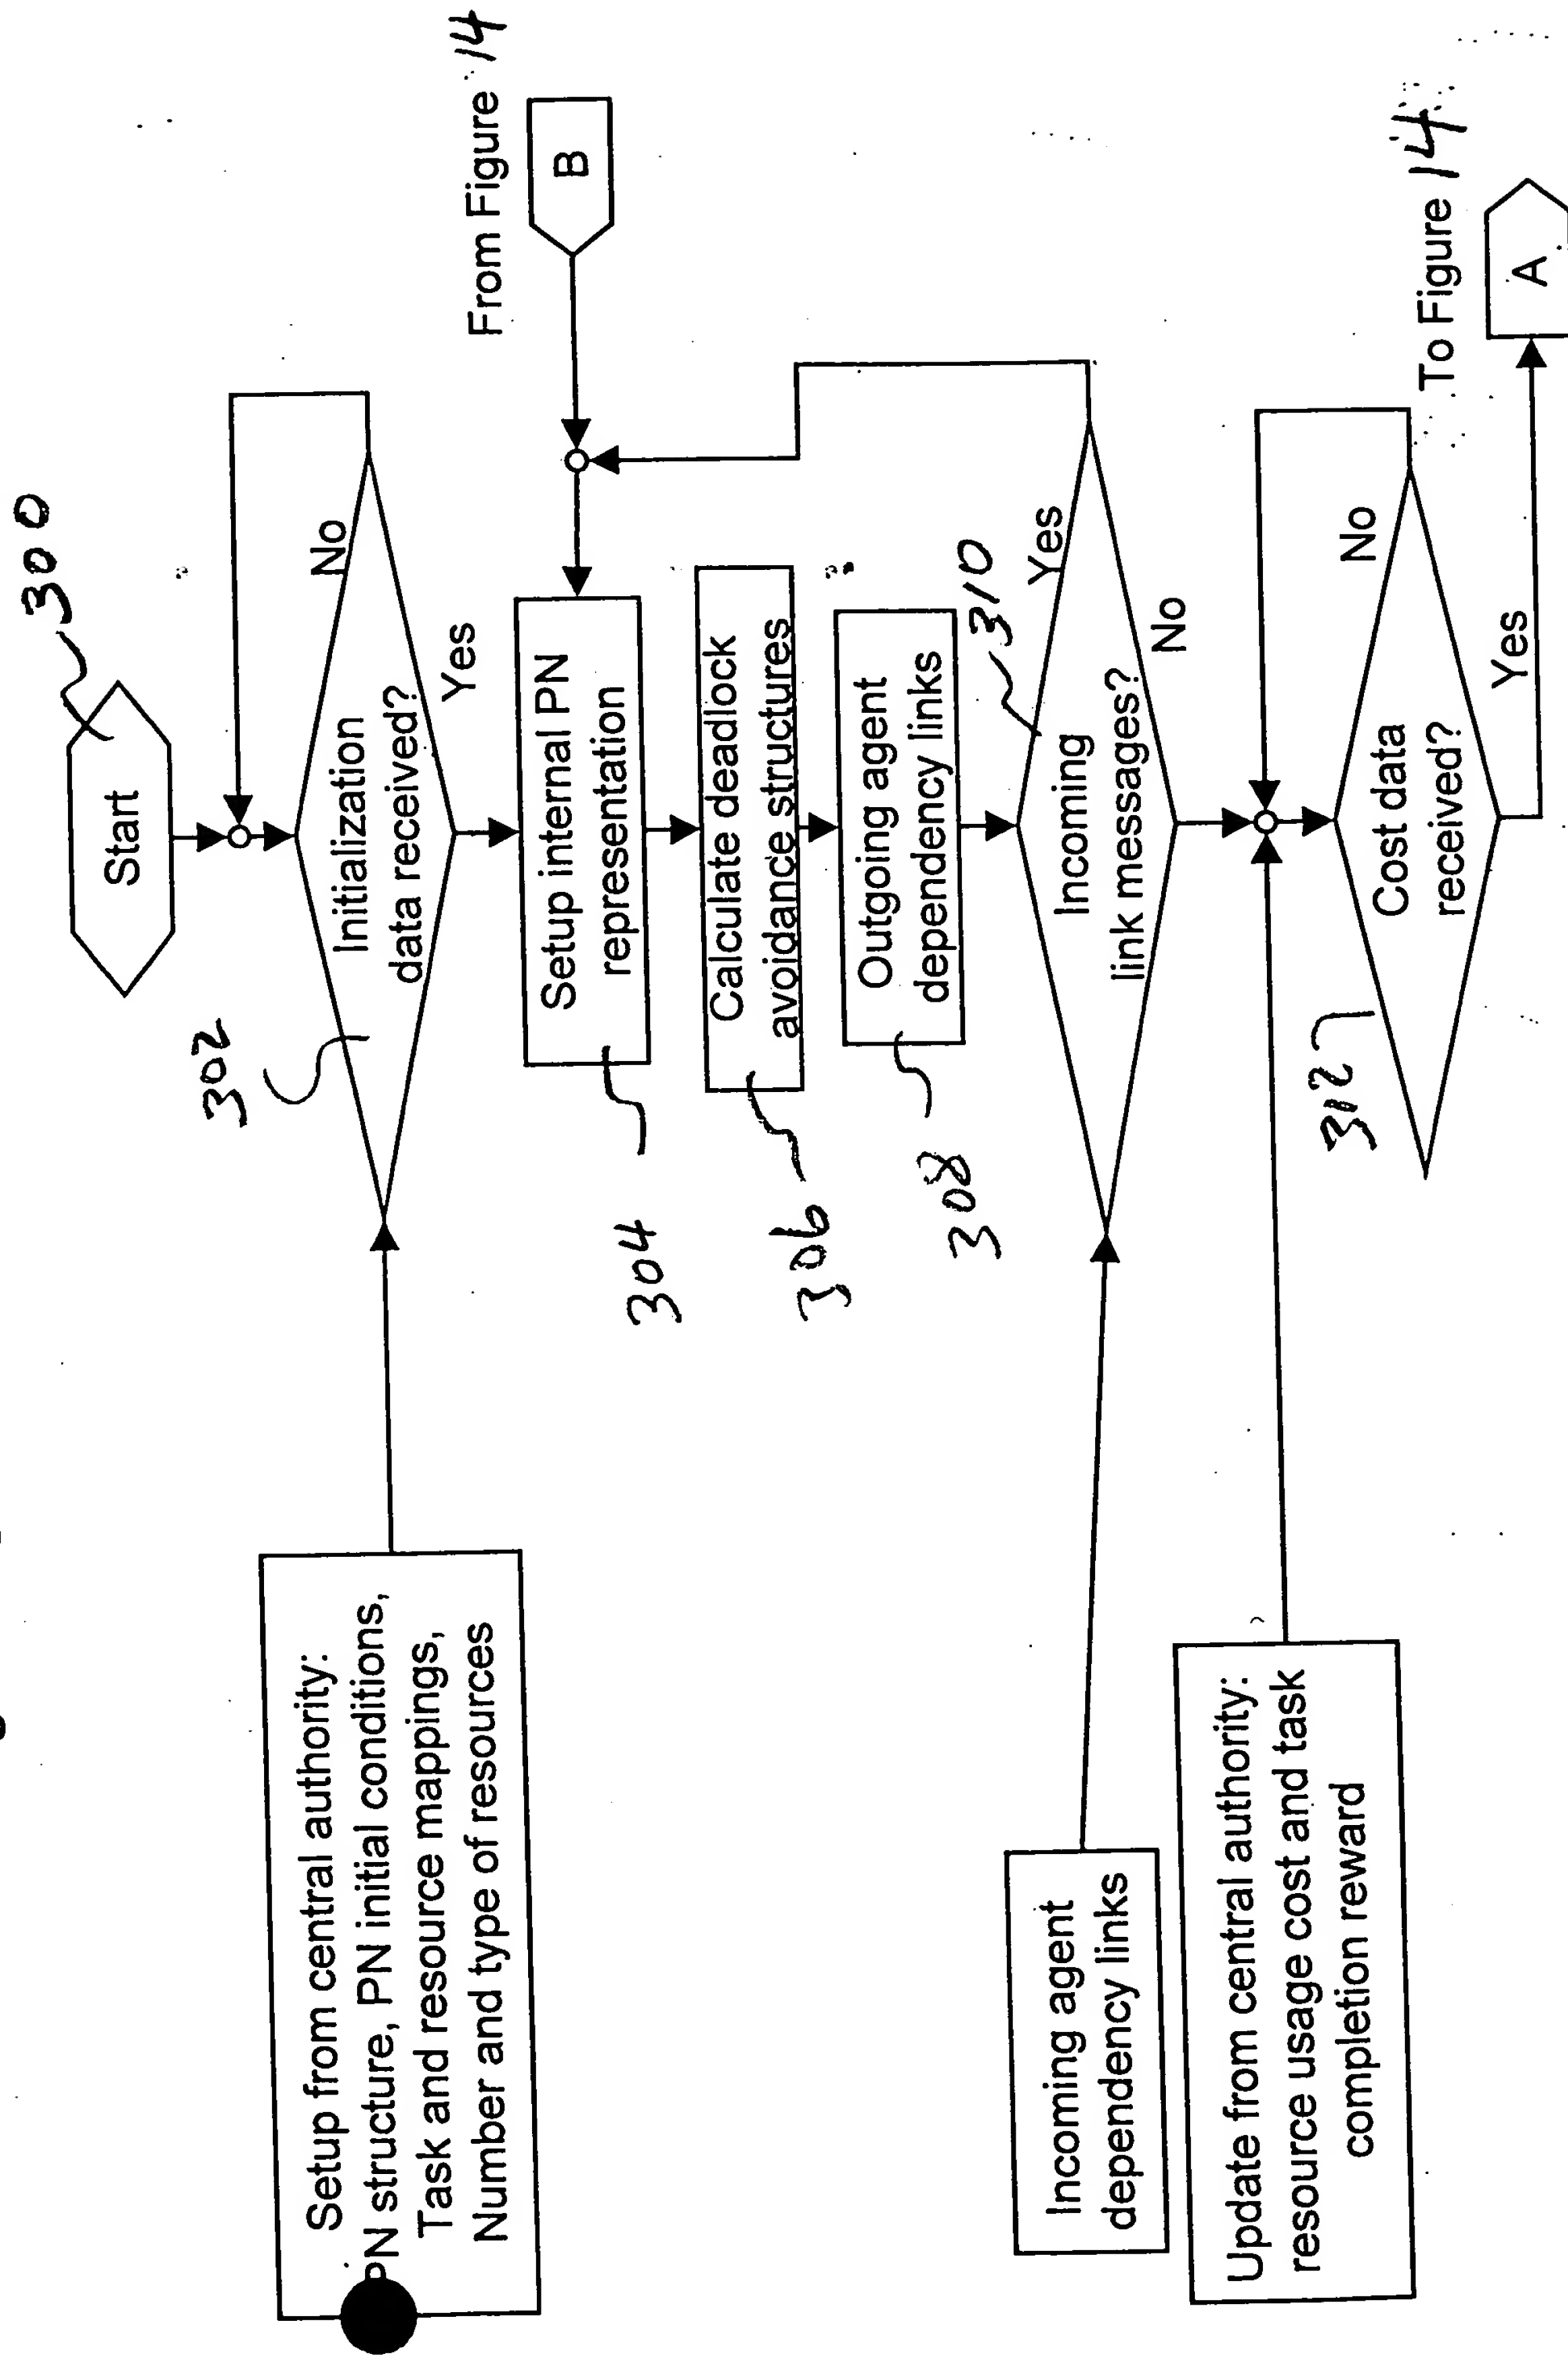 300
Start
302
Initialization
data received?
No
Yes
Setup from central authority:
PN structure, PN initial conditions,
Task and resource mappings,
Number and type of resources
From Figure 14
B
Setup internal PN
representation
304
Calculate deadlock
avoidance structures
306
Outgoing agent
dependency links
308
310
Incoming
link messages?
Yes
No
Incoming agent
dependency links
Update from central authority:
resource usage cost and task
completion reward
312
Cost data
received?
No
Yes
To Figure 14
A